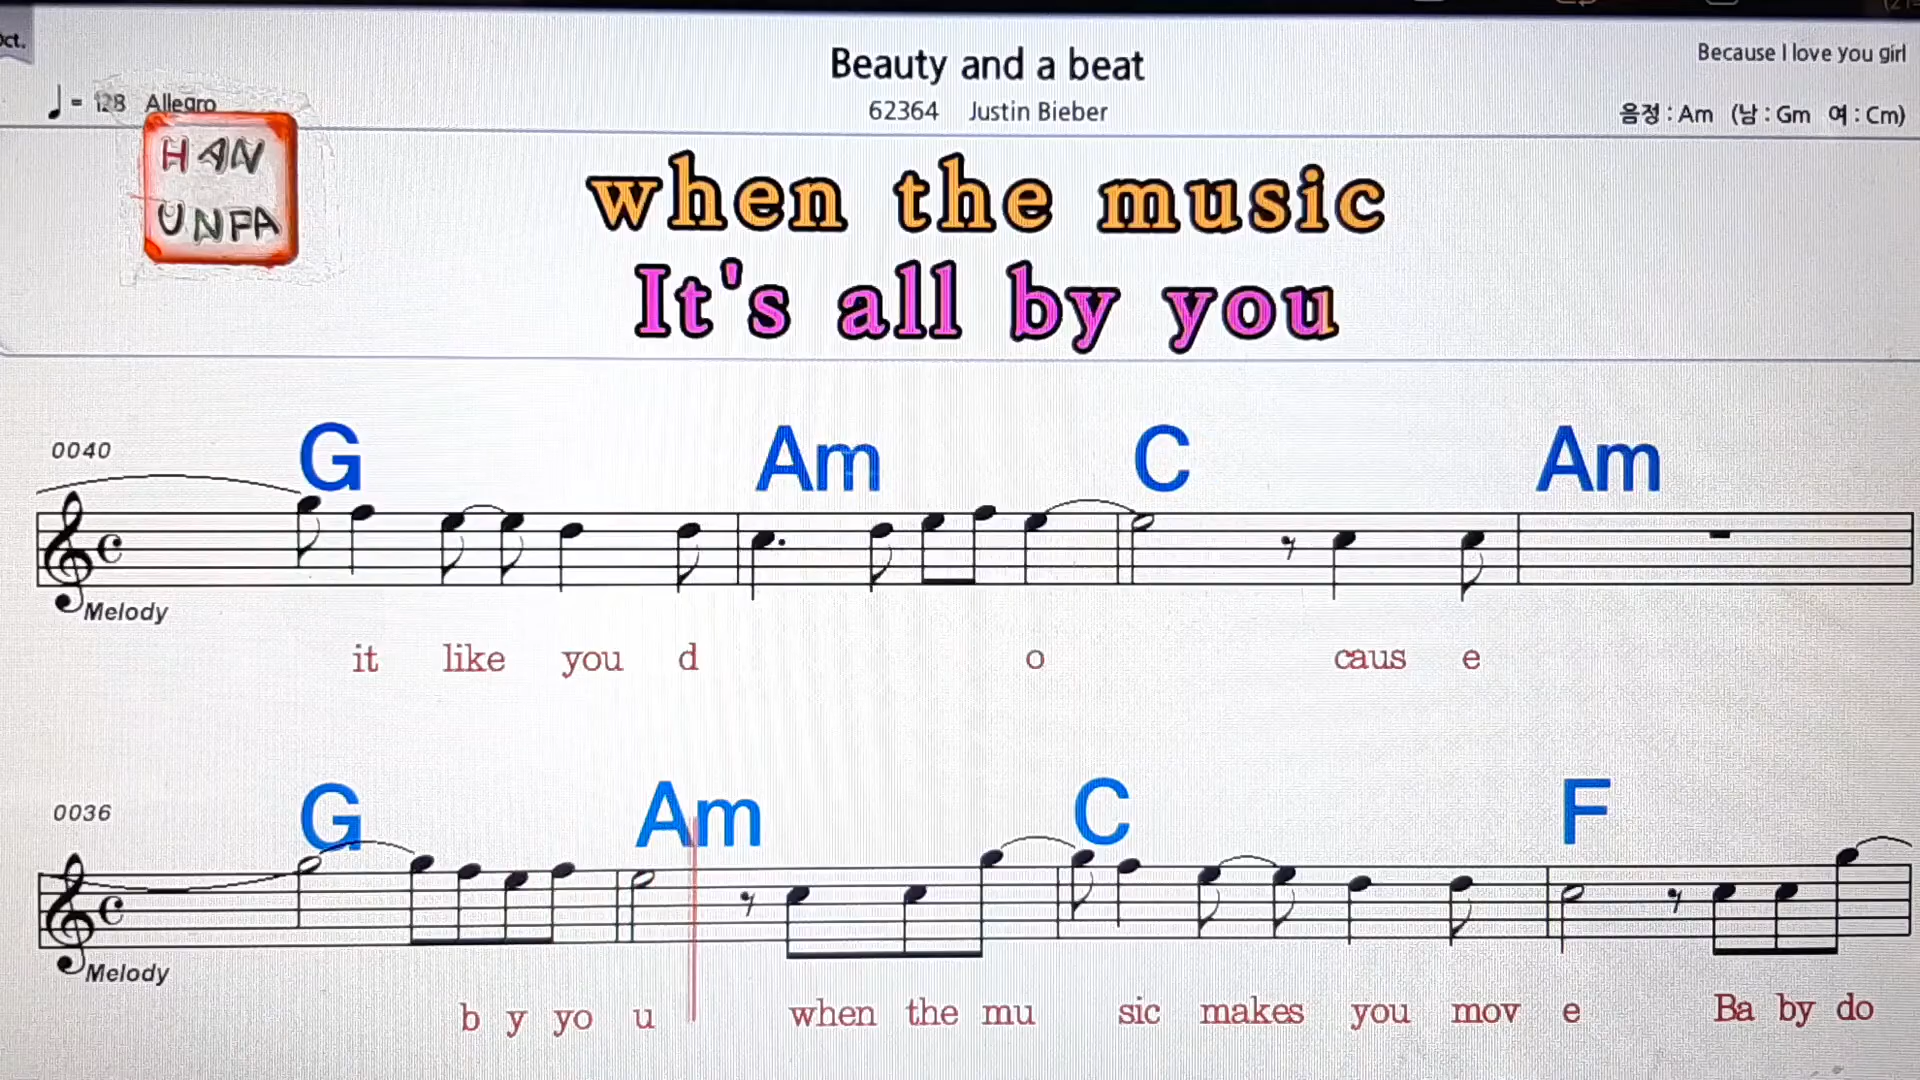 Oct.
Beauty and a beat
Because I love you girl
= 128 Allegro
62364 Justin Bieber
음정 : Am (남 : Gm 여 : Cm)
HAN
UNFA
when the music
It's all by you
0040
G Am C Am
Melody
it like you d o caus e
0036
G Am C F
Melody
b y yo u when the mu sic makes you mov e Ba by do